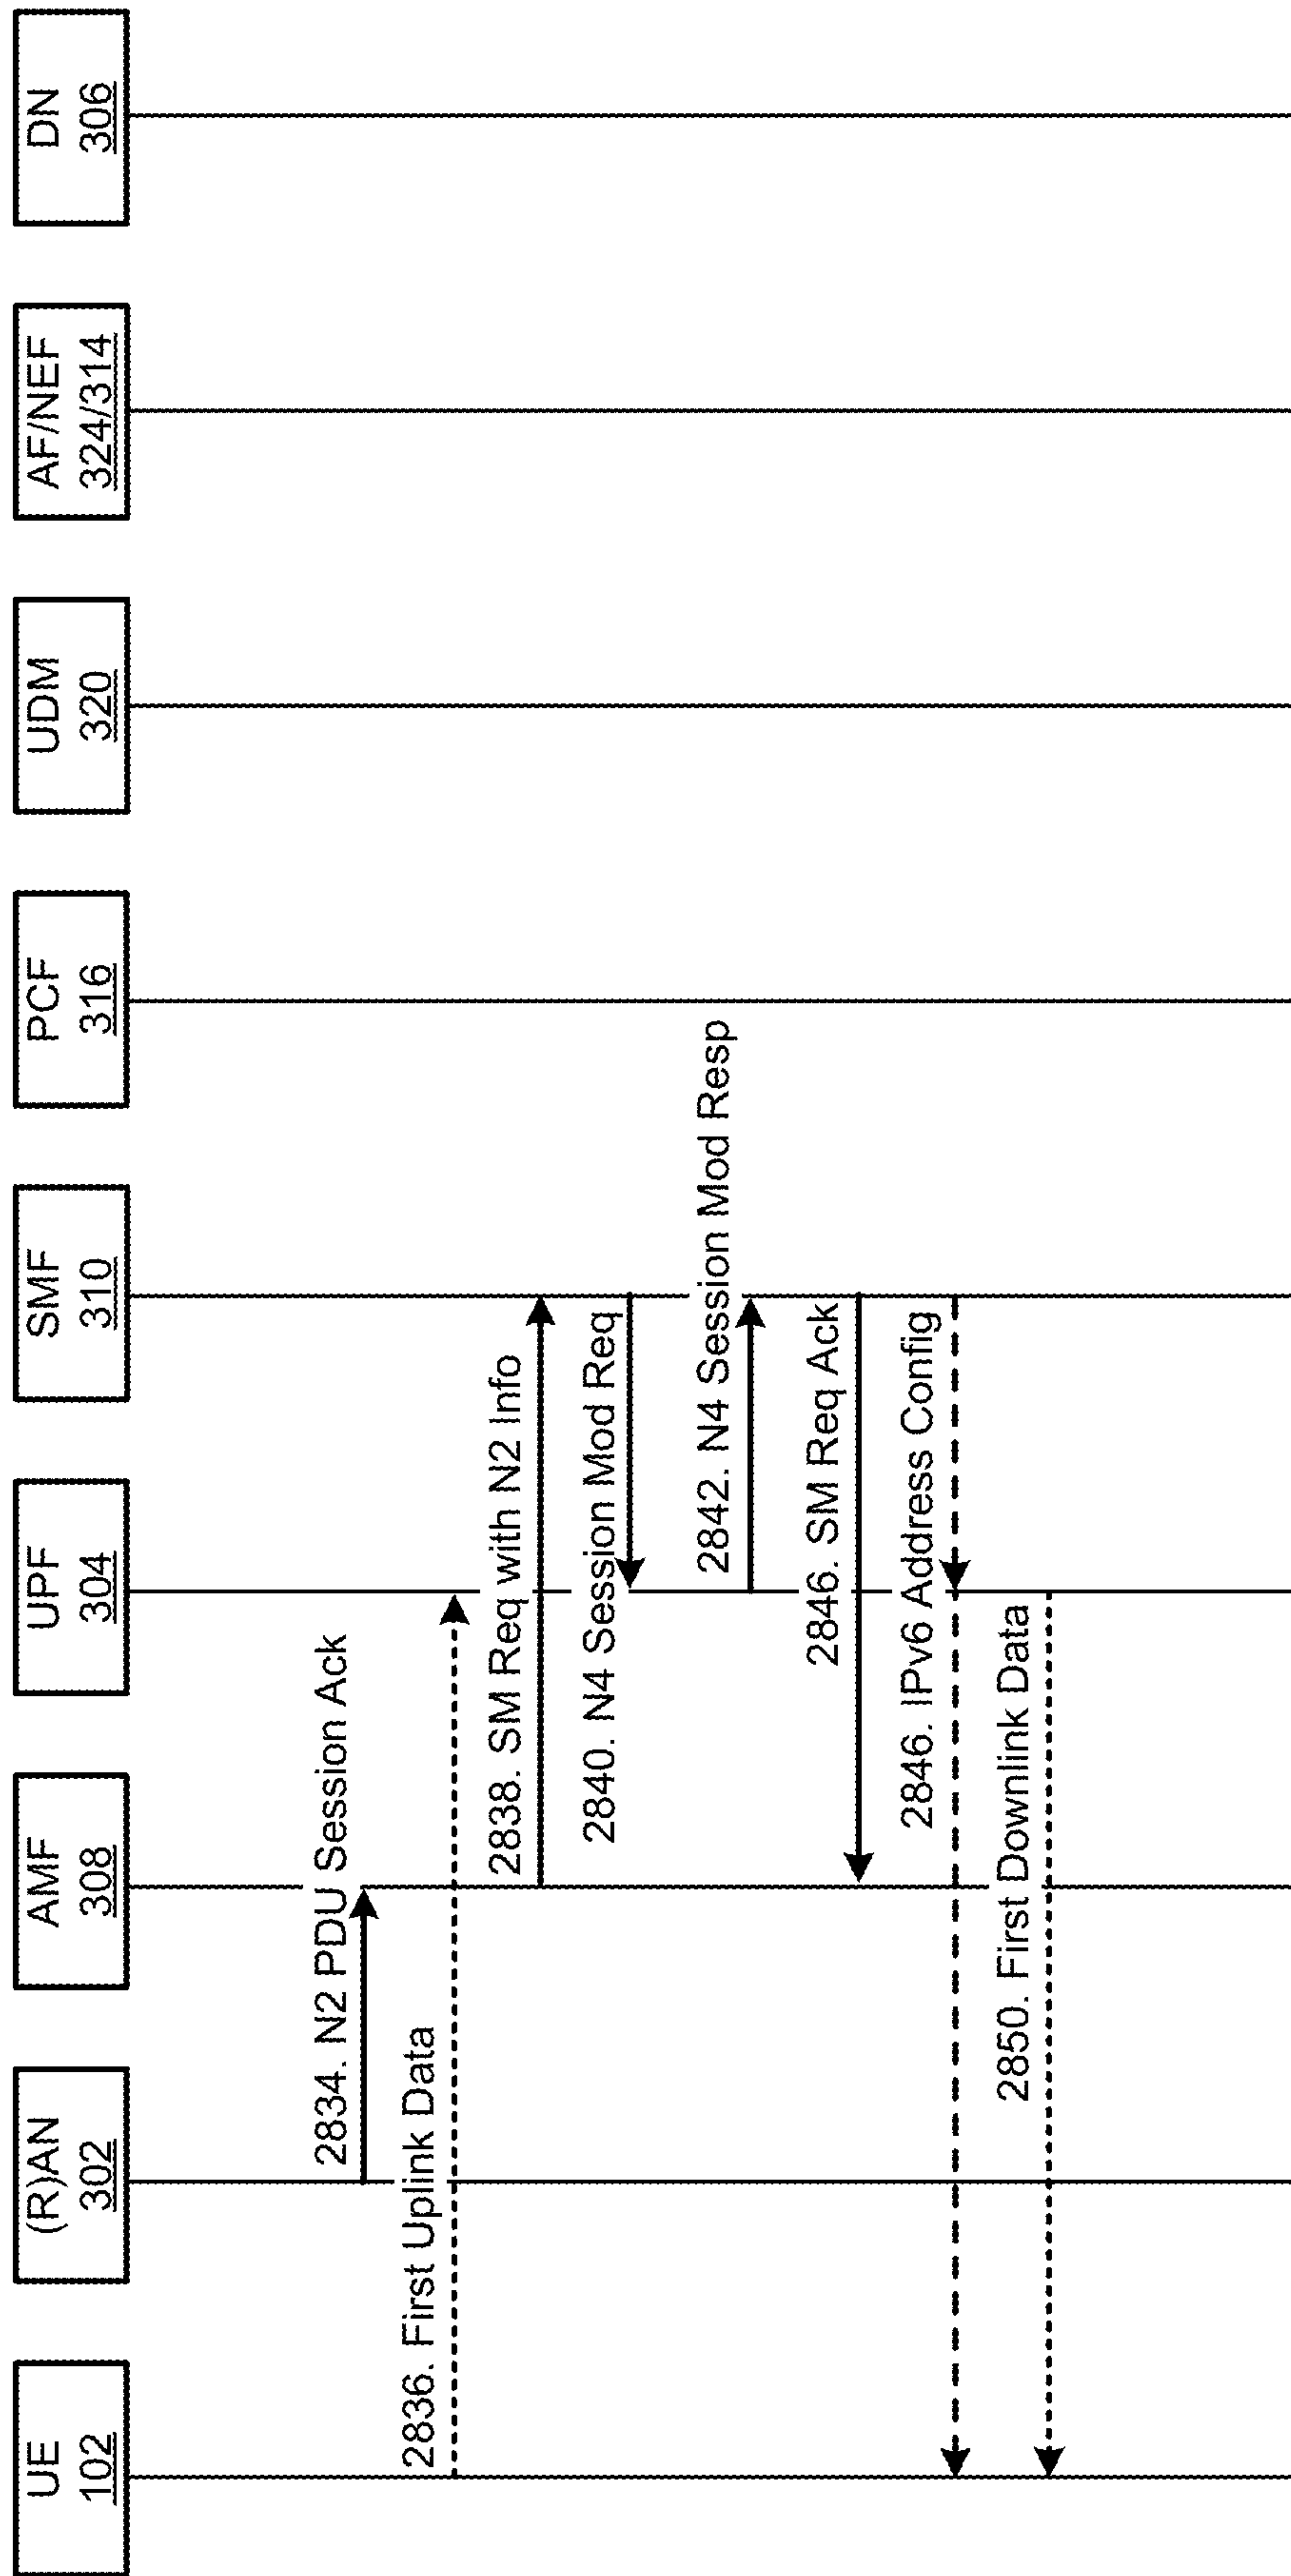 UE
102
(R)AN
302
AMF
308
UPF
304
SMF
310
PCF
316
UDM
320
AF/NEF
324/314
DN
306
2834. N2 PDU Session Ack
2836. First Uplink Data
2838. SM Req with N2 Info
2840. N4 Session Mod Req
2842. N4 Session Mod Resp
2846. SM Req Ack
2846. IPv6 Address Config
2850. First Downlink Data